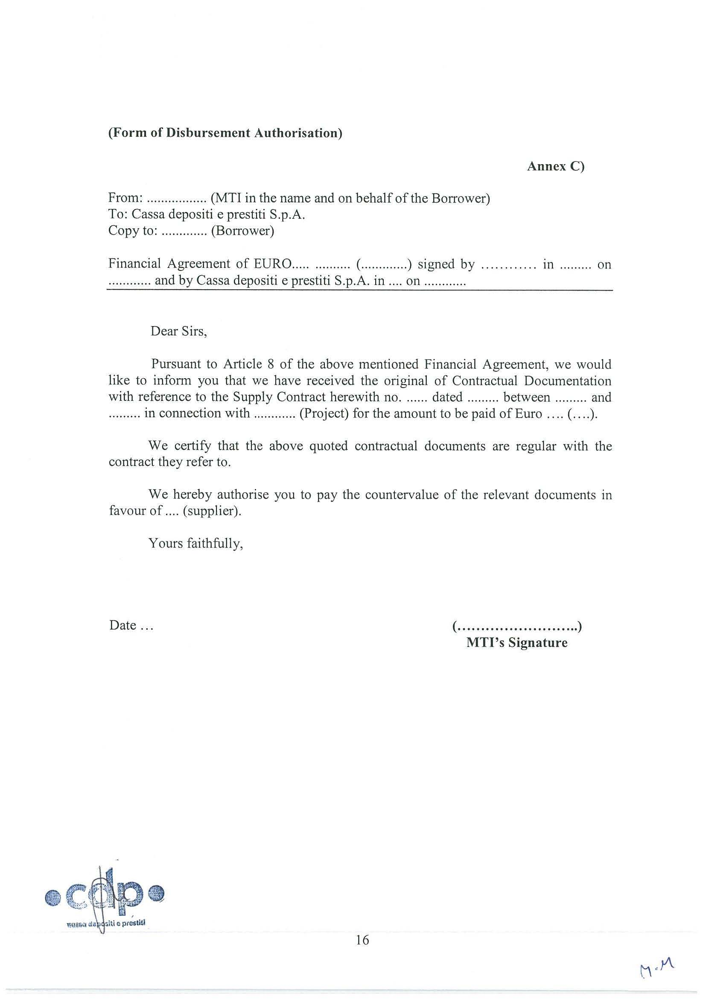 (Form of Disbursement Authorisation)
Annex C)
From: ................. (MTI in the name and on behalf of the Borrower)
To: Cassa depositi e prestiti S.p.A.
Copy to: ............. (Borrower)
Financial Agreement of EURO..... .......... (.............) signed by ............ in ......... on
............ and by Cassa depositi e prestiti S.p.A. in .... on ............
Dear Sirs,
Pursuant to Article 8 of the above mentioned Financial Agreement, we would
like to inform you that we have received the original of Contractual Documentation
with reference to the Supply Contract herewith no. ...... dated ......... between ......... and
......... in connection with ............ (Project) for the amount to be paid of Euro .... (....).
We certify that the above quoted contractual documents are regular with the
contract they refer to.
We hereby authorise you to pay the countervalue of the relevant documents in
favour of .... (supplier).
Yours faithfully,
Date ...
(...........................)
MTI's Signature
cdp
cassa depositi e prestiti
16
M.M